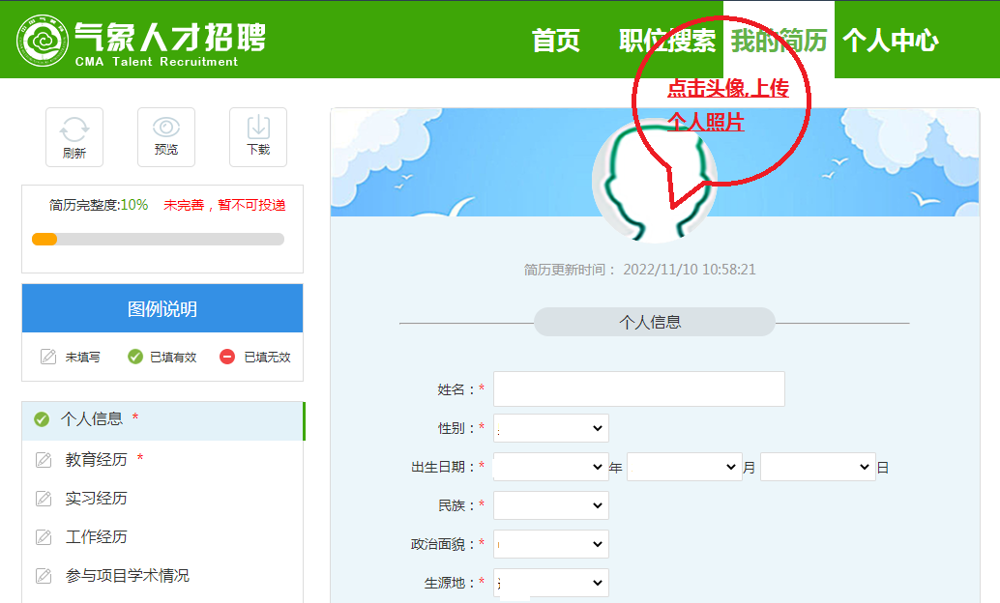 气象人才招聘
CMA Talent Recruitment
首页 职位搜索 我的简历 个人中心
点击头像,上传
个人照片
刷新 预览 下载
简历完整度:10% 未完善，暂不可投递
图例说明
未填写 已填有效 已填无效
个人信息 *
教育经历 *
实习经历
工作经历
参与项目学术情况
简历更新时间： 2022/11/10 10:58:21
个人信息
姓名：*
性别：*
出生日期：* 年 月 日
民族：*
政治面貌：*
生源地：*